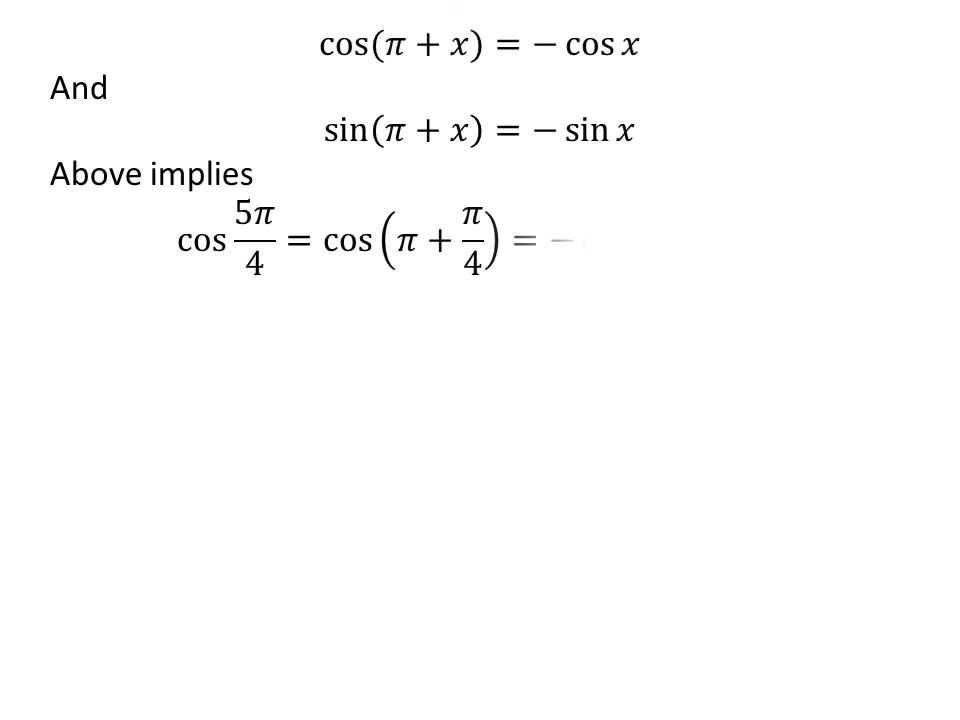 cos(π + x) = − cos x
And
sin(π + x) = − sin x
Above implies
cos 5π/4 = cos(π + π/4) = −